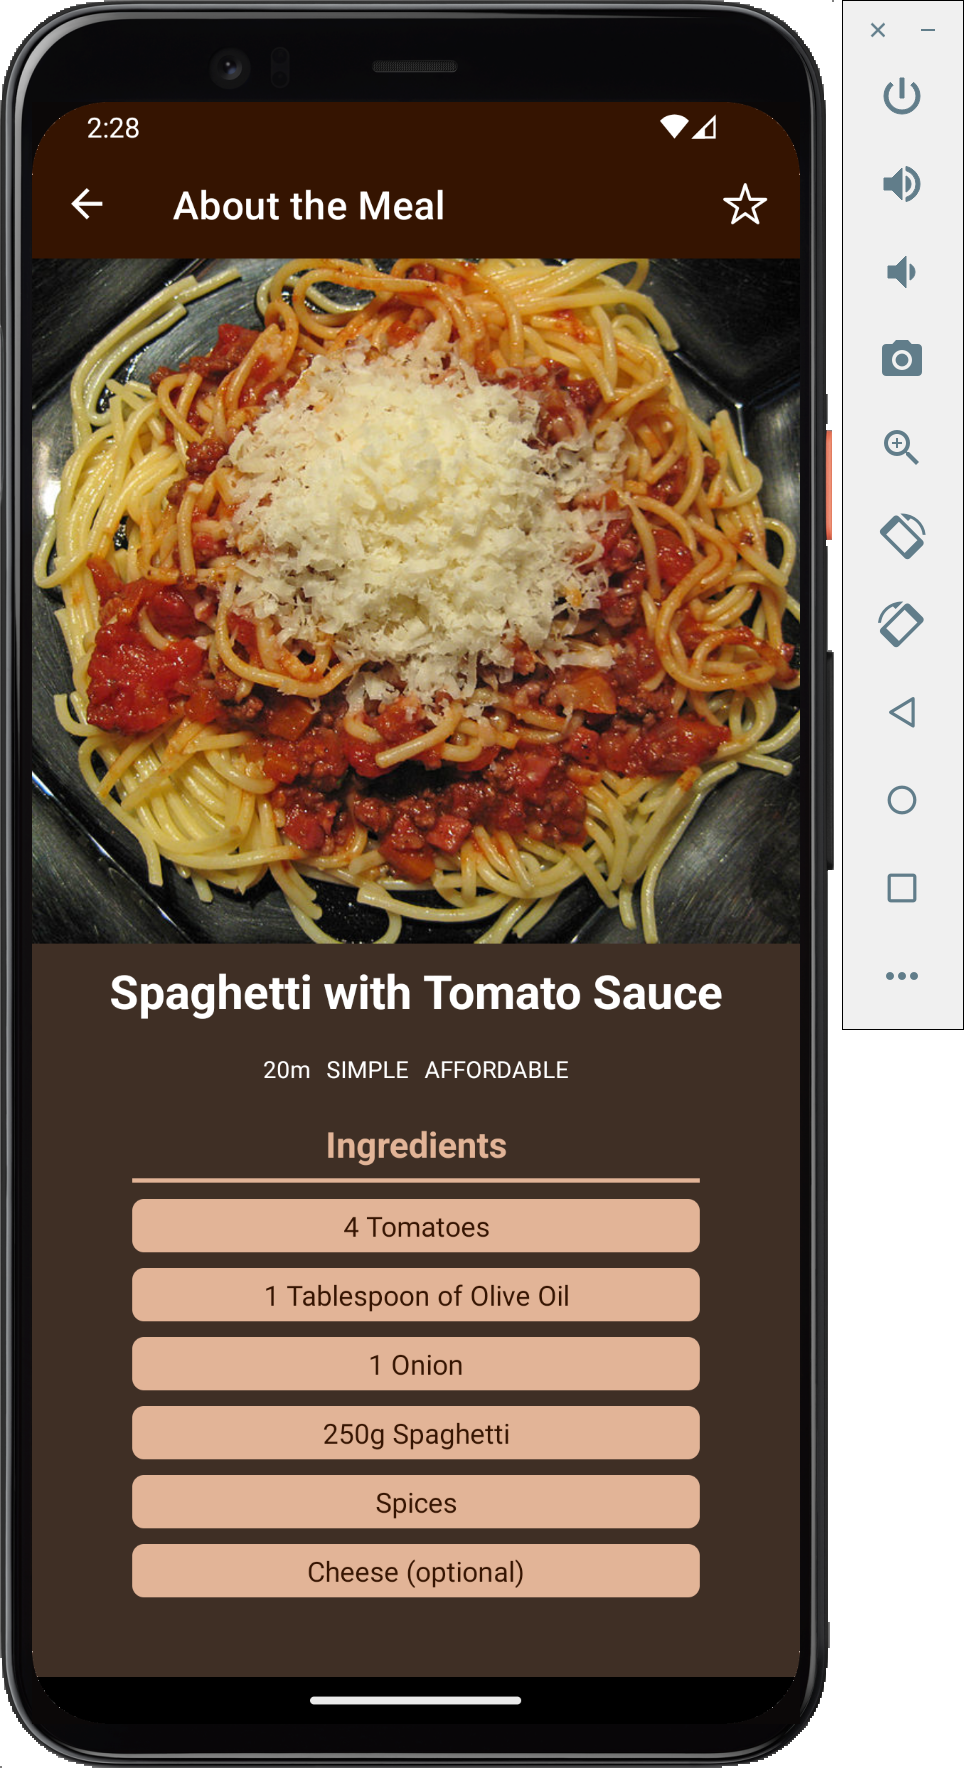 2:28
About the Meal
Spaghetti with Tomato Sauce
20m SIMPLE AFFORDABLE
Ingredients
4 Tomatoes
1 Tablespoon of Olive Oil
1 Onion
250g Spaghetti
Spices
Cheese (optional)